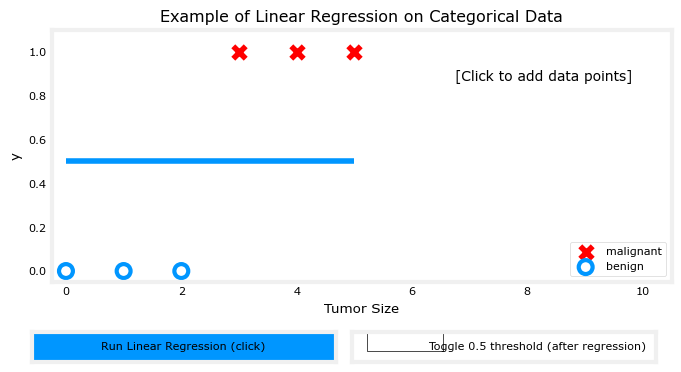 Example of Linear Regression on Categorical Data
1.0
0.8
0.6
0.4
0.2
0.0
y
[Click to add data points]
malignant
benign
0
2
4
6
8
10
Tumor Size
Run Linear Regression (click)
Toggle 0.5 threshold (after regression)